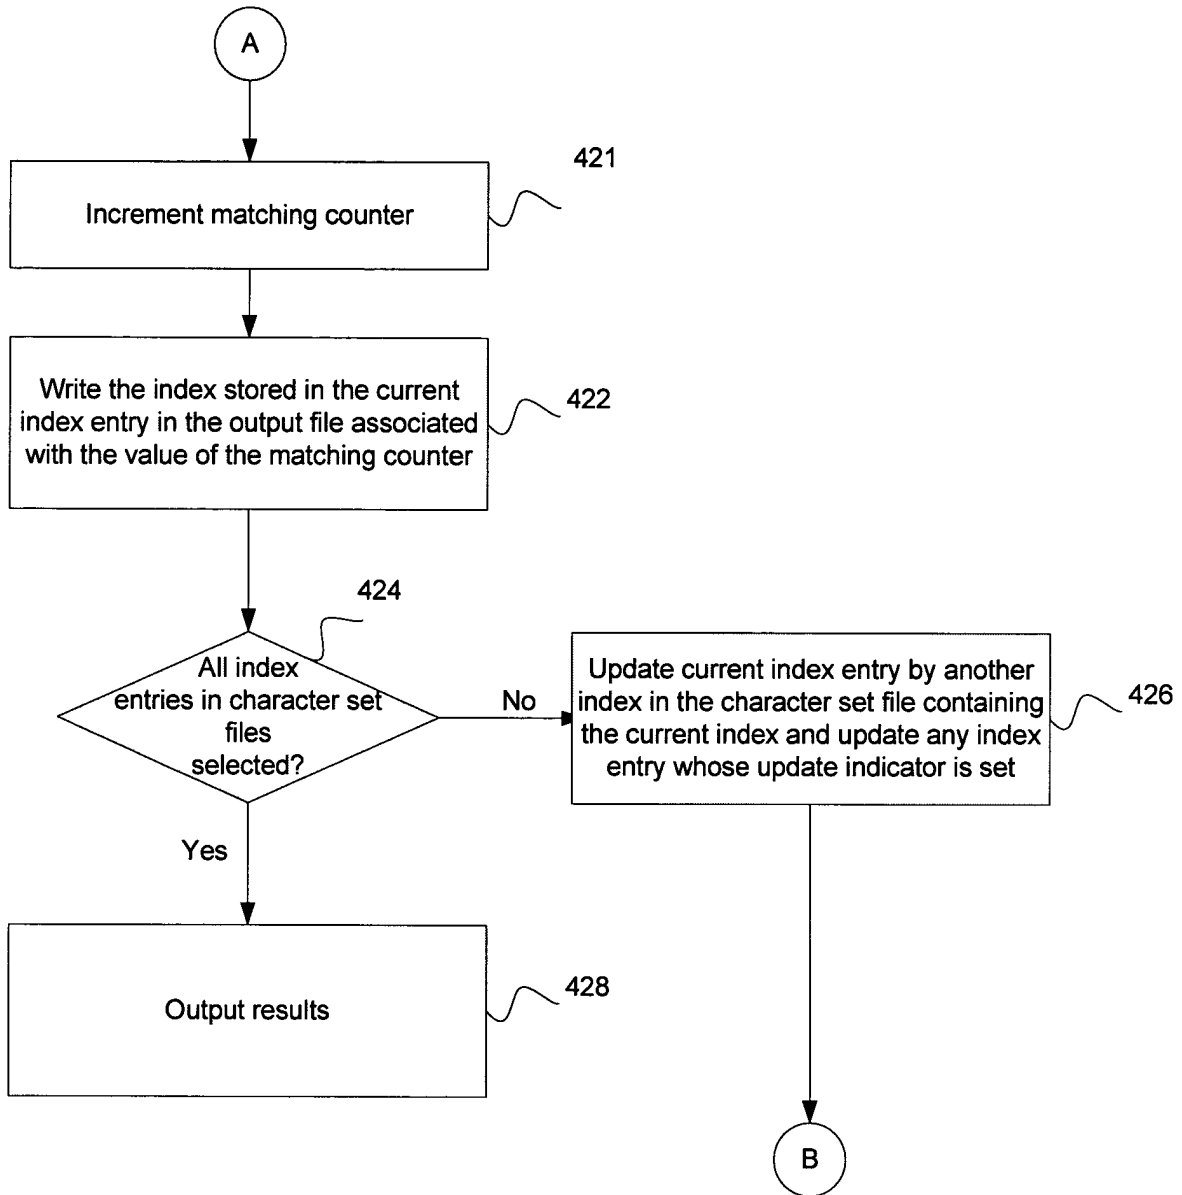 A
421
Increment matching counter
Write the index stored in the current
index entry in the output file associated
with the value of the matching counter
422
424
All index
entries in character set
files
selected?
No
Update current index entry by another
index in the character set file containing
the current index and update any index
entry whose update indicator is set
426
Yes
Output results
428
B